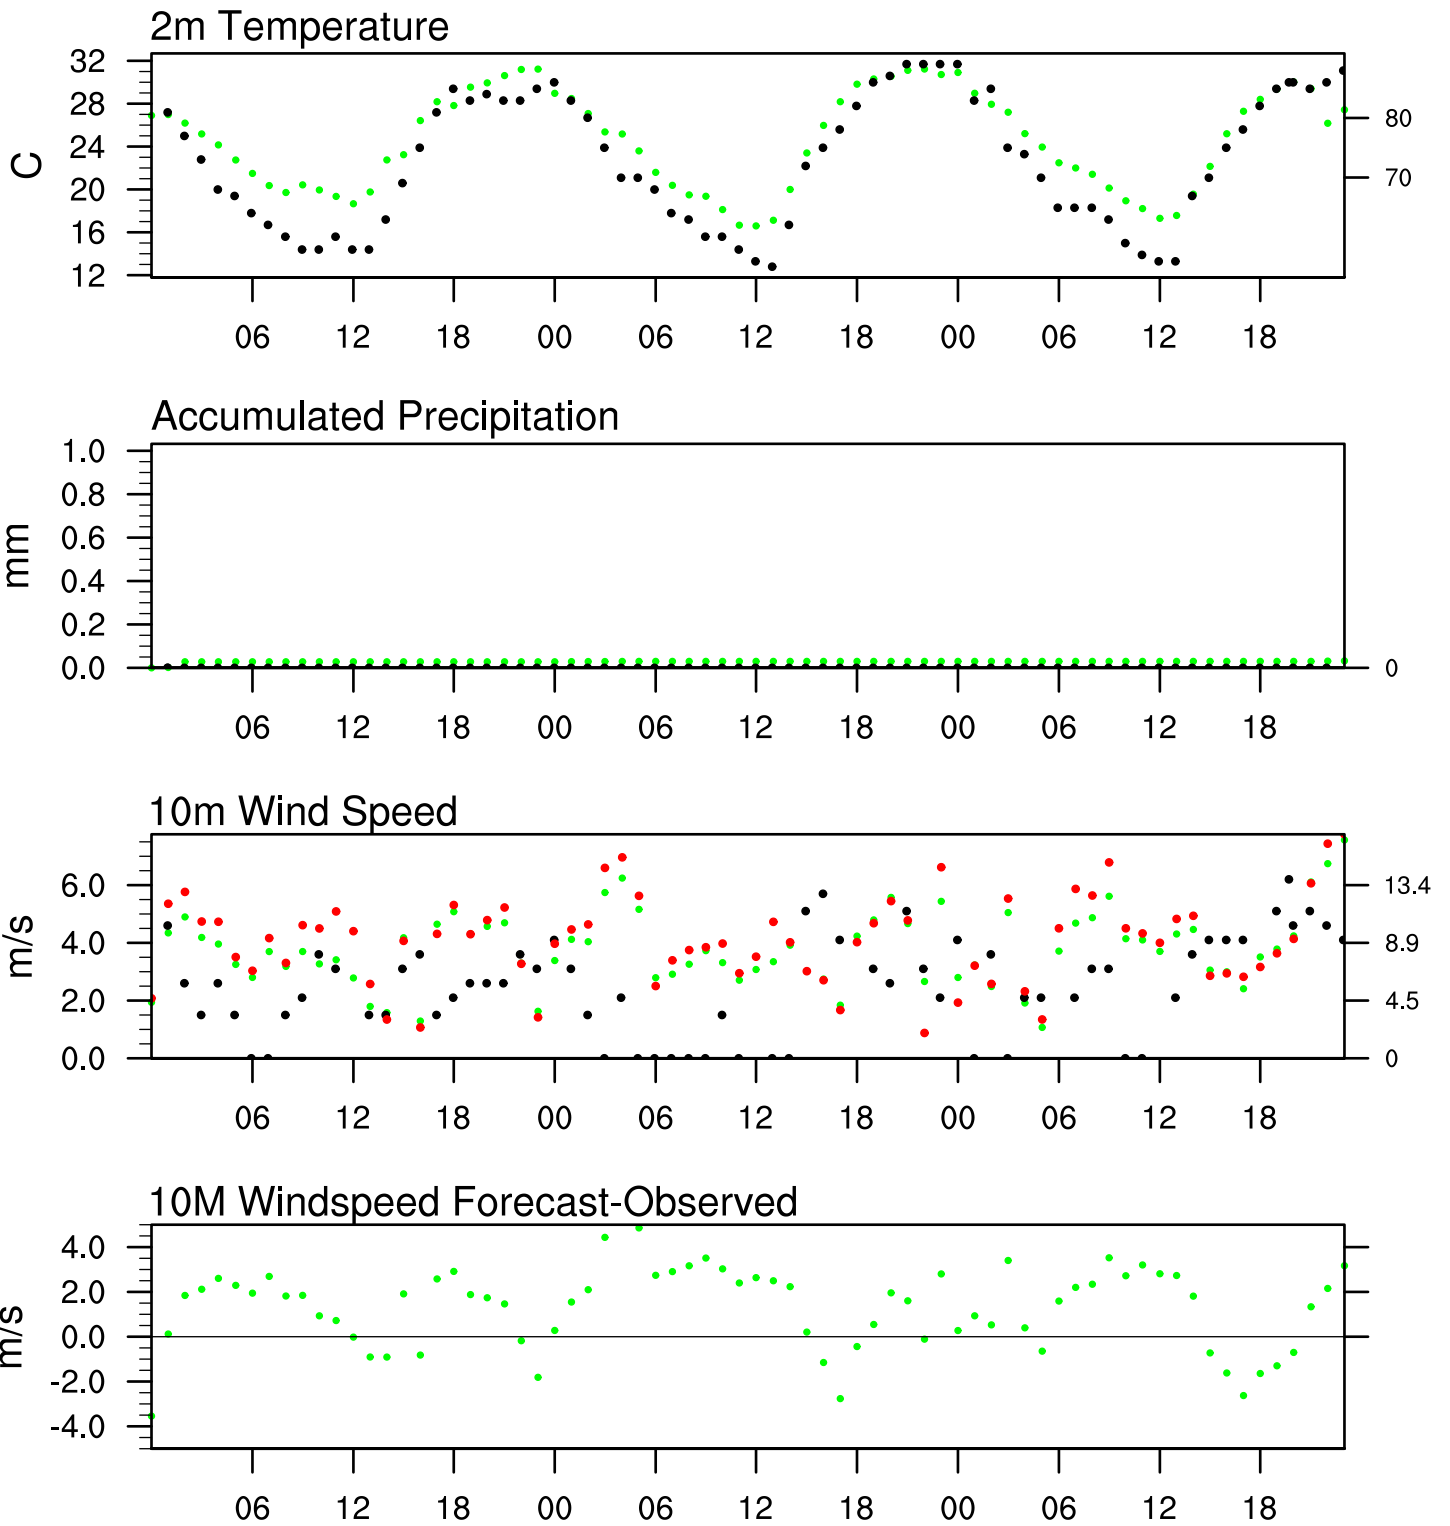 2m Temperature
32
28
24
20
16
12
C
80
70
06 12 18 00 06 12 18 00 06 12 18
Accumulated Precipitation
1.0
0.8
0.6
0.4
0.2
0.0
mm
0
06 12 18 00 06 12 18 00 06 12 18
10m Wind Speed
6.0
4.0
2.0
0.0
m/s
13.4
8.9
4.5
0
06 12 18 00 06 12 18 00 06 12 18
10M Windspeed Forecast-Observed
4.0
2.0
0.0
-2.0
-4.0
m/s
06 12 18 00 06 12 18 00 06 12 18